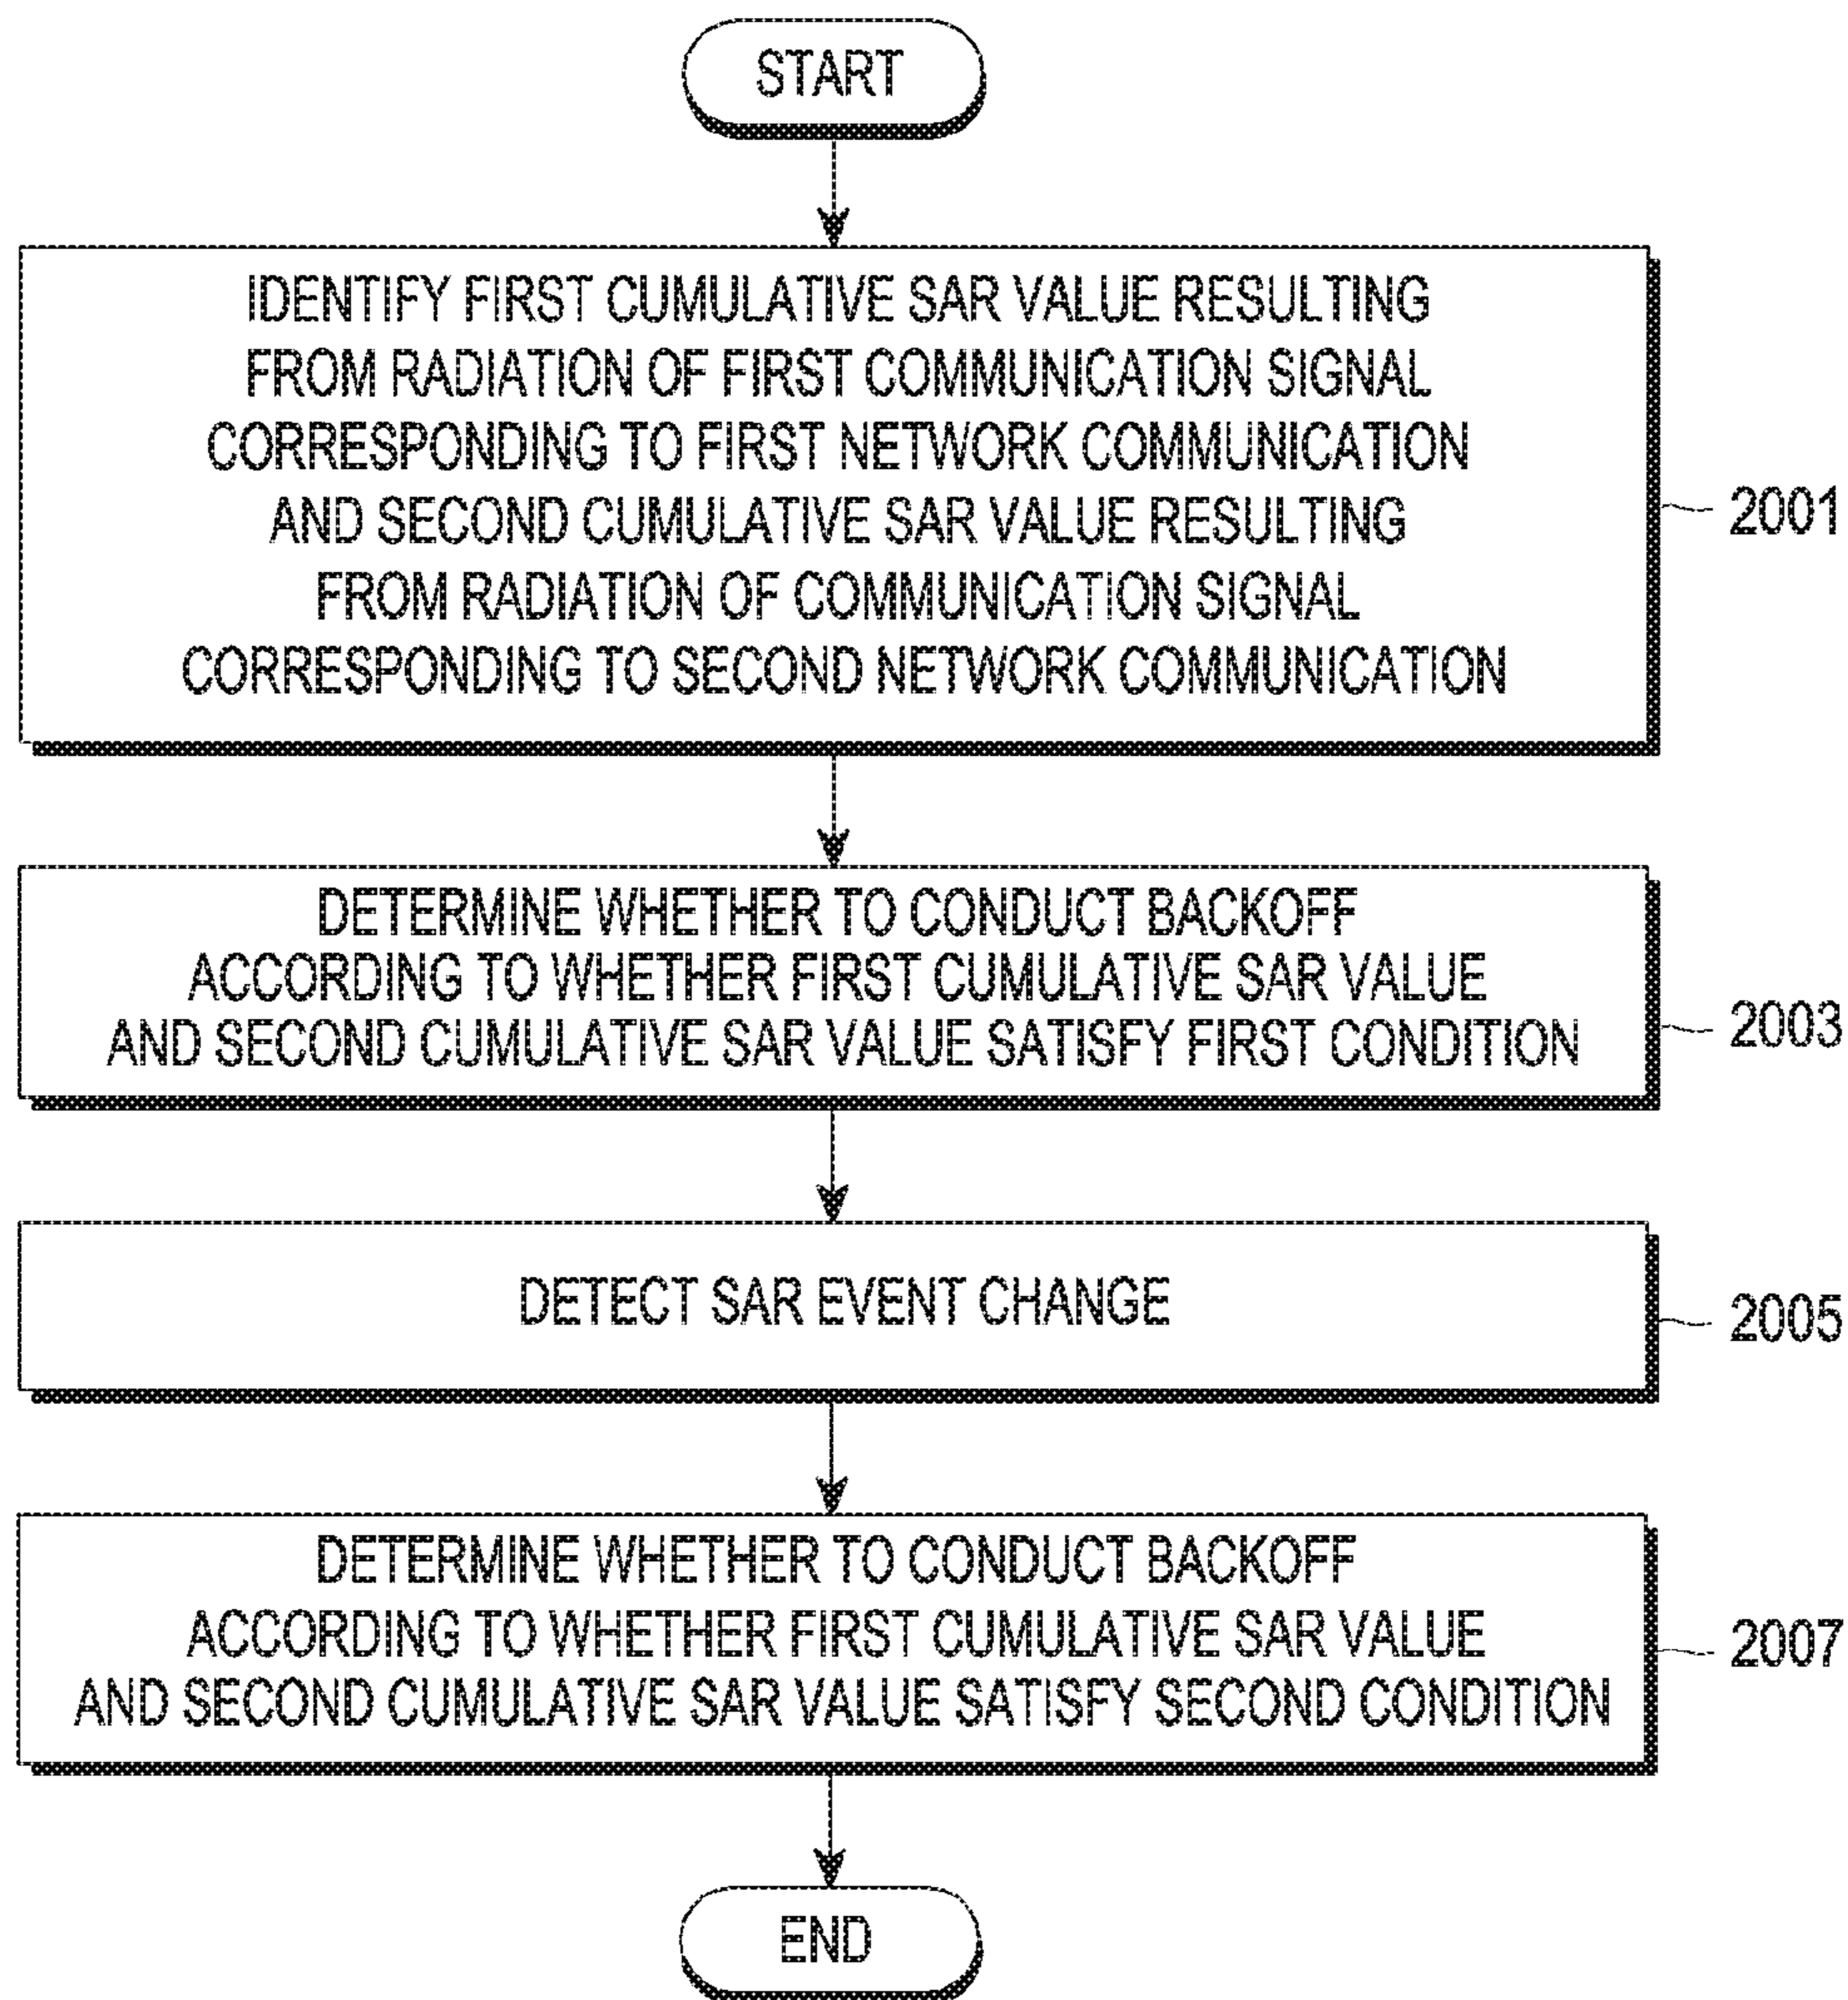 START
IDENTIFY FIRST CUMULATIVE SAR VALUE RESULTING
FROM RADIATION OF FIRST COMMUNICATION SIGNAL
CORRESPONDING TO FIRST NETWORK COMMUNICATION
AND SECOND CUMULATIVE SAR VALUE RESULTING
FROM RADIATION OF COMMUNICATION SIGNAL
CORRESPONDING TO SECOND NETWORK COMMUNICATION
2001
DETERMINE WHETHER TO CONDUCT BACKOFF
ACCORDING TO WHETHER FIRST CUMULATIVE SAR VALUE
AND SECOND CUMULATIVE SAR VALUE SATISFY FIRST CONDITION
2003
DETECT SAR EVENT CHANGE
2005
DETERMINE WHETHER TO CONDUCT BACKOFF
ACCORDING TO WHETHER FIRST CUMULATIVE SAR VALUE
AND SECOND CUMULATIVE SAR VALUE SATISFY SECOND CONDITION
2007
END